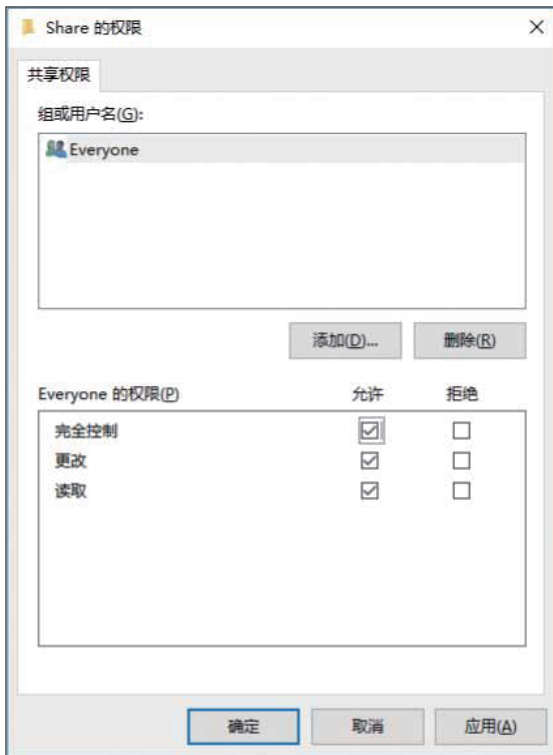 Share 的权限
共享权限
组或用户名(G):
Everyone
添加(D)...
删除(R)
Everyone 的权限(P) 允许 拒绝
完全控制
更改
读取
确定
取消
应用(A)